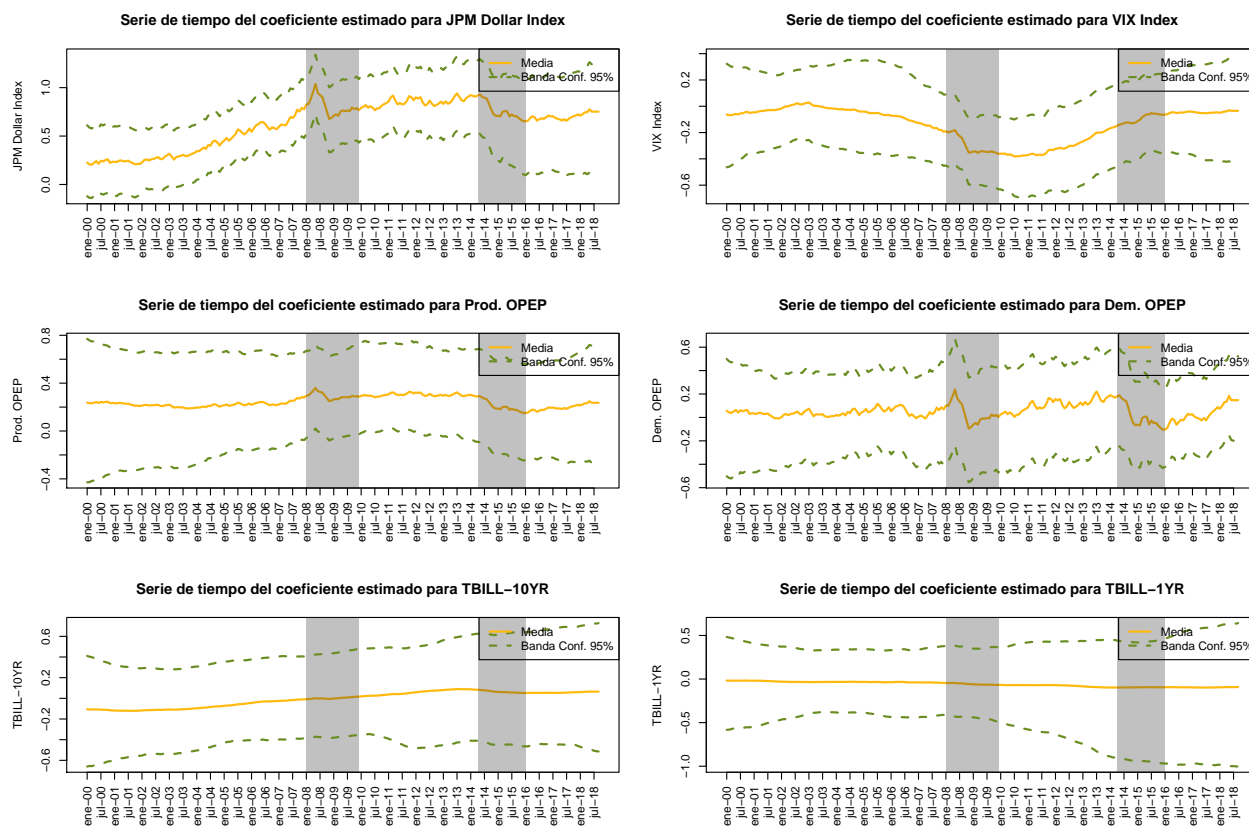 Serie de tiempo del coeficiente estimado para JPM Dollar Index
JPM Dollar Index
0.0 0.5 1.0
Media
Banda Conf. 95%
ene−00 jul−00 ene−01 jul−01 ene−02 jul−02 ene−03 jul−03 ene−04 jul−04 ene−05 jul−05 ene−06 jul−06 ene−07 jul−07 ene−08 jul−08 ene−09 jul−09 ene−10 jul−10 ene−11 jul−11 ene−12 jul−12 ene−13 jul−13 ene−14 jul−14 ene−15 jul−15 ene−16 jul−16 ene−17 jul−17 ene−18 jul−18
Serie de tiempo del coeficiente estimado para VIX Index
VIX Index
−0.6 −0.2 0.2
Media
Banda Conf. 95%
ene−00 jul−00 ene−01 jul−01 ene−02 jul−02 ene−03 jul−03 ene−04 jul−04 ene−05 jul−05 ene−06 jul−06 ene−07 jul−07 ene−08 jul−08 ene−09 jul−09 ene−10 jul−10 ene−11 jul−11 ene−12 jul−12 ene−13 jul−13 ene−14 jul−14 ene−15 jul−15 ene−16 jul−16 ene−17 jul−17 ene−18 jul−18
Serie de tiempo del coeficiente estimado para Prod. OPEP
Prod. OPEP
−0.4 0.0 0.4 0.8
Media
Banda Conf. 95%
ene−00 jul−00 ene−01 jul−01 ene−02 jul−02 ene−03 jul−03 ene−04 jul−04 ene−05 jul−05 ene−06 jul−06 ene−07 jul−07 ene−08 jul−08 ene−09 jul−09 ene−10 jul−10 ene−11 jul−11 ene−12 jul−12 ene−13 jul−13 ene−14 jul−14 ene−15 jul−15 ene−16 jul−16 ene−17 jul−17 ene−18 jul−18
Serie de tiempo del coeficiente estimado para Dem. OPEP
Dem. OPEP
−0.6 −0.2 0.2 0.6
Media
Banda Conf. 95%
ene−00 jul−00 ene−01 jul−01 ene−02 jul−02 ene−03 jul−03 ene−04 jul−04 ene−05 jul−05 ene−06 jul−06 ene−07 jul−07 ene−08 jul−08 ene−09 jul−09 ene−10 jul−10 ene−11 jul−11 ene−12 jul−12 ene−13 jul−13 ene−14 jul−14 ene−15 jul−15 ene−16 jul−16 ene−17 jul−17 ene−18 jul−18
Serie de tiempo del coeficiente estimado para TBILL−10YR
TBILL−10YR
−0.6 −0.2 0.2 0.6
Media
Banda Conf. 95%
ene−00 jul−00 ene−01 jul−01 ene−02 jul−02 ene−03 jul−03 ene−04 jul−04 ene−05 jul−05 ene−06 jul−06 ene−07 jul−07 ene−08 jul−08 ene−09 jul−09 ene−10 jul−10 ene−11 jul−11 ene−12 jul−12 ene−13 jul−13 ene−14 jul−14 ene−15 jul−15 ene−16 jul−16 ene−17 jul−17 ene−18 jul−18
Serie de tiempo del coeficiente estimado para TBILL−1YR
TBILL−1YR
−1.0 −0.5 0.0 0.5
Media
Banda Conf. 95%
ene−00 jul−00 ene−01 jul−01 ene−02 jul−02 ene−03 jul−03 ene−04 jul−04 ene−05 jul−05 ene−06 jul−06 ene−07 jul−07 ene−08 jul−08 ene−09 jul−09 ene−10 jul−10 ene−11 jul−11 ene−12 jul−12 ene−13 jul−13 ene−14 jul−14 ene−15 jul−15 ene−16 jul−16 ene−17 jul−17 ene−18 jul−18